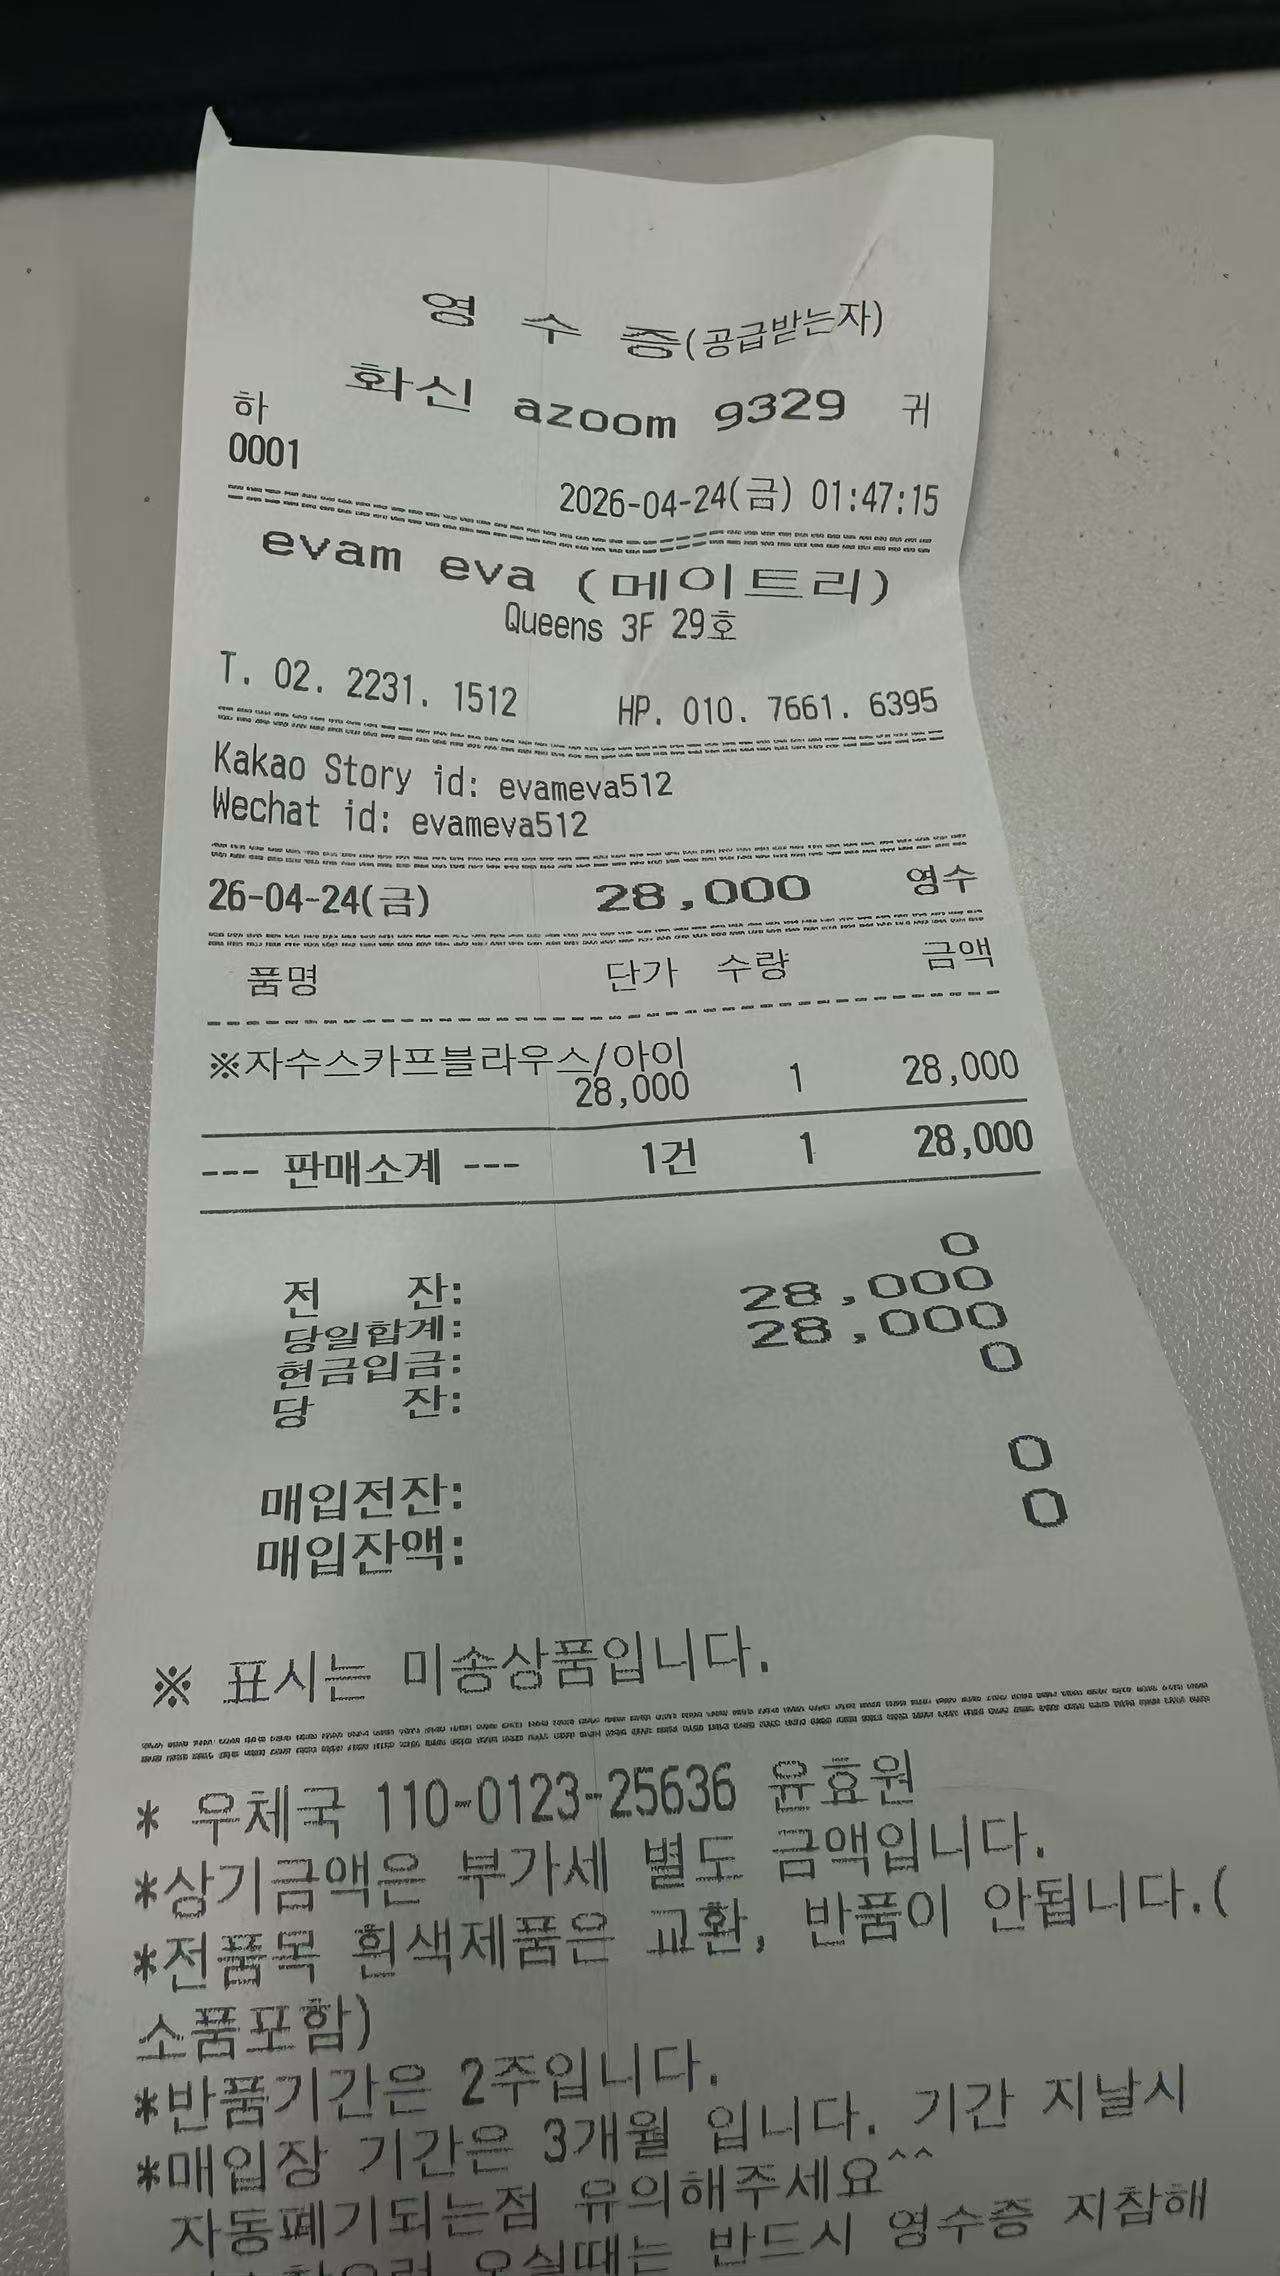 영 수 증(공급받는자)
하 화신 azoom 9329 귀
0001
2026-04-24(금) 01:47:15
evam eva (메이트리)
Queens 3F 29호
T. 02. 2231. 1512 HP. 010. 7661. 6395
Kakao Story id: evameva512
Wechat id: evameva512
26-04-24(금) 28,000 영수
품명 단가 수량 금액
※자수스카프블라우스/아이
28,000 1 28,000
--- 판매소계 --- 1건 1 28,000
전 잔: 0
당일합계: 28,000
현금입금: 28,000
당 잔: 0
매입전잔: 0
매입잔액: 0
※ 표시는 미송상품입니다.
* 우체국 110-0123-25636 윤효원
*상기금액은 부가세 별도 금액입니다.
*전품목 흰색제품은 교환, 반품이 안됩니다.(
소품포함)
*반품기간은 2주입니다.
*매입장 기간은 3개월 입니다. 기간 지날시
자동폐기되는점 유의해주세요^^
오실때는 반드시 영수증 지참해